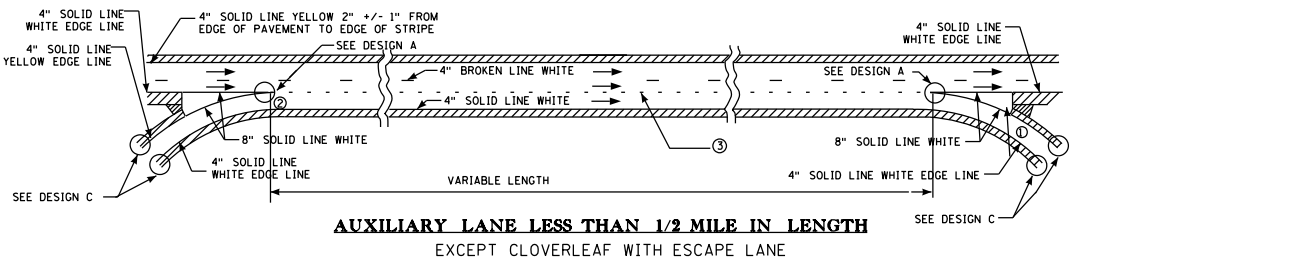 4" SOLID LINE
WHITE EDGE LINE
4" SOLID LINE YELLOW 2" +/- 1" FROM
EDGE OF PAVEMENT TO EDGE OF STRIPE
4" SOLID LINE
WHITE EDGE LINE
4" SOLID LINE
YELLOW EDGE LINE
SEE DESIGN A
4" BROKEN LINE WHITE
SEE DESIGN A
2
4" SOLID LINE WHITE
8" SOLID LINE WHITE
3
8" SOLID LINE WHITE
1
4" SOLID LINE
WHITE EDGE LINE
4" SOLID LINE WHITE EDGE LINE
VARIABLE LENGTH
SEE DESIGN C
SEE DESIGN C
AUXILIARY LANE LESS THAN 1/2 MILE IN LENGTH
EXCEPT CLOVERLEAF WITH ESCAPE LANE